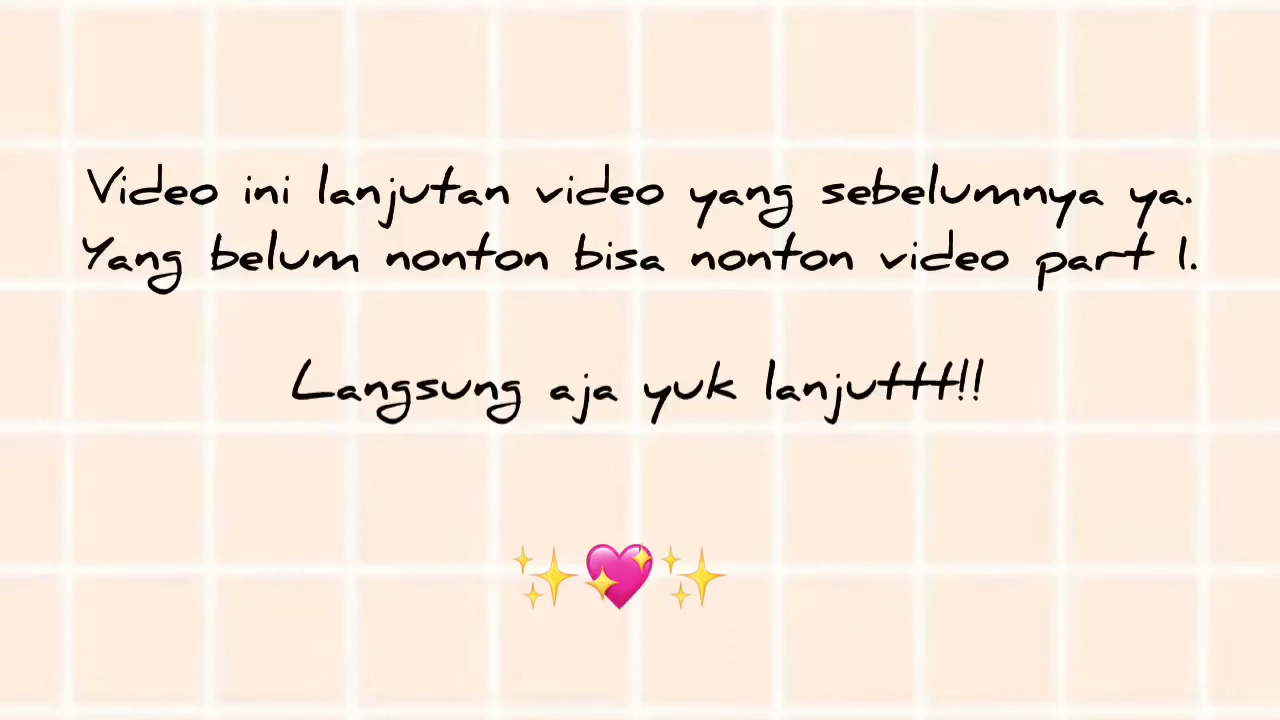 Video ini lanjutan video yang sebelumnya ya.
Yang belum nonton bisa nonton video part 1.
Langsung aja yuk lanjuttt!!
✨💖✨